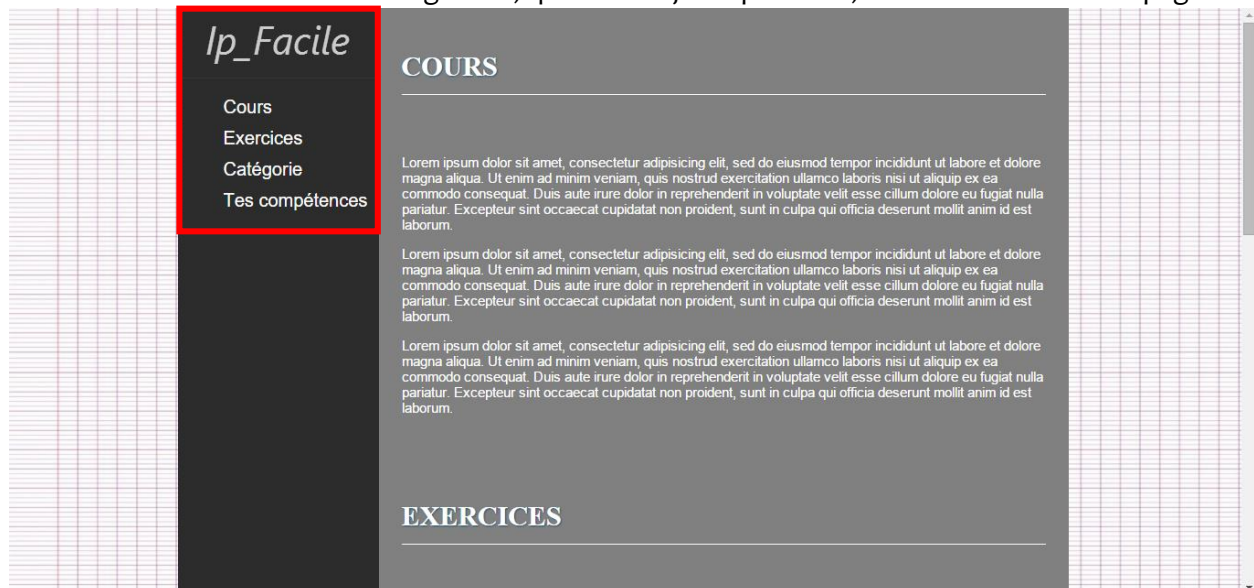 Ip_Facile
Cours
Exercices
Catégorie
Tes compétences
COURS
Lorem ipsum dolor sit amet, consectetur adipisicing elit, sed do eiusmod tempor incididunt ut labore et dolore
magna aliqua. Ut enim ad minim veniam, quis nostrud exercitation ullamco laboris nisi ut aliquip ex ea
commodo consequat. Duis aute irure dolor in reprehenderit in voluptate velit esse cillum dolore eu fugiat nulla
pariatur. Excepteur sint occaecat cupidatat non proident, sunt in culpa qui officia deserunt mollit anim id est
laborum.
Lorem ipsum dolor sit amet, consectetur adipisicing elit, sed do eiusmod tempor incididunt ut labore et dolore
magna aliqua. Ut enim ad minim veniam, quis nostrud exercitation ullamco laboris nisi ut aliquip ex ea
commodo consequat. Duis aute irure dolor in reprehenderit in voluptate velit esse cillum dolore eu fugiat nulla
pariatur. Excepteur sint occaecat cupidatat non proident, sunt in culpa qui officia deserunt mollit anim id est
laborum.
Lorem ipsum dolor sit amet, consectetur adipisicing elit, sed do eiusmod tempor incididunt ut labore et dolore
magna aliqua. Ut enim ad minim veniam, quis nostrud exercitation ullamco laboris nisi ut aliquip ex ea
commodo consequat. Duis aute irure dolor in reprehenderit in voluptate velit esse cillum dolore eu fugiat nulla
pariatur. Excepteur sint occaecat cupidatat non proident, sunt in culpa qui officia deserunt mollit anim id est
laborum.
EXERCICES